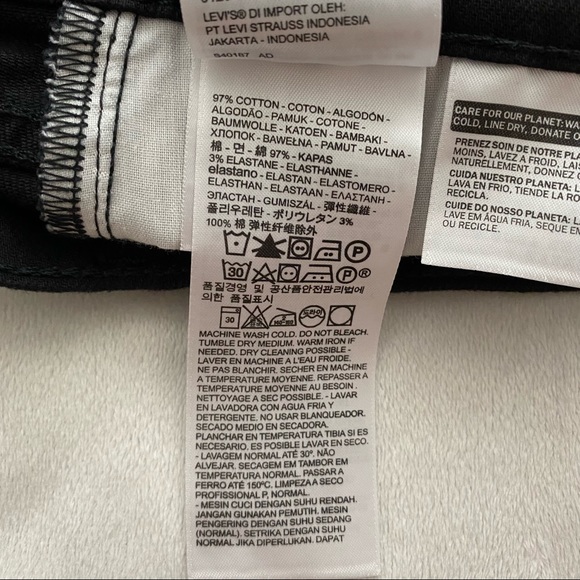 LEVI'S® DI IMPORT OLEH:
PT LEVI STRAUSS INDONESIA
JAKARTA - INDONESIA
S40187 AD
97% COTTON - COTON - ALGODÓN -
ALGODÃO - PAMUK - COTONE -
BAUMWOLLE - KATOEN - BAMBAKI -
ХЛОПОК - BAWEŁNA - PAMUT - BAVLNA -
棉 - 면 - 綿 97% - KAPAS
3% ELASTANE - ELASTHANNE -
elastano - ELASTAN - ELASTOMERO -
ELASTHAN - ELASTAAN - ΕΛΑΣΤΑΝΗ -
ЭЛАСТАН - GUMISZÁL - 彈性纖維 -
폴리우레탄 - ポリウレタン 3%
100% 棉 弹性纤维除外
30 P
품질경영 및 공산품안전관리법에
의한 품질표시
30
드라이
MACHINE WASH COLD. DO NOT BLEACH.
TUMBLE DRY MEDIUM. WARM IRON IF
NEEDED. DRY CLEANING POSSIBLE -
LAVER EN MACHINE A L'EAU FROIDE.
NE PAS BLANCHIR. SECHER EN MACHINE
A TEMPERATURE MOYENNE. REPASSER A
TEMPERATURE MOYENNE AU BESOIN .
NETTOYAGE A SEC POSSIBLE - LAVAR
EN LAVADORA CON AGUA FRIA Y
DETERGENTE. NO USAR BLANQUEADOR.
SECADO MEDIO EN SECADORA.
PLANCHAR EN TEMPERATURA TIBIA SI ES
NECESARIO. ES POSIBLE LAVAR EN SECO.
- LAVAGEM NORMAL ATÉ 30º. NÃO
ALVEJAR. SECAGEM EM TAMBOR EM
TEMPERATURA NORMAL. PASSAR A
FERRO ATÉ 150ºC. LIMPEZA A SECO
PROFISSIONAL P, NORMAL.
- MESIN CUCI DENGAN SUHU RENDAH.
JANGAN GUNAKAN PEMUTIH. MESIN
PENGERING DENGAN SUHU SEDANG
(NORMAL). SETRIKA DENGAN SUHU
NORMAL JIKA DIPERLUKAN. DAPAT
CARE FOR OUR PLANET: WA
COLD, LINE DRY, DONATE O
PRENEZ SOIN DE NOTRE PLA
MOINS, LAVEZ A FROID, LAI
NATURELLEMENT, DONNEZ O
CUIDA NUESTRO PLANETA: L
LAVA EN FRIO, TIENDE LA RO
RECICLA.
CUIDE DO NOSSO PLANETA: L
LAVE EM ÁGUA FRIA, SEQUE EN
OU RECICLE.